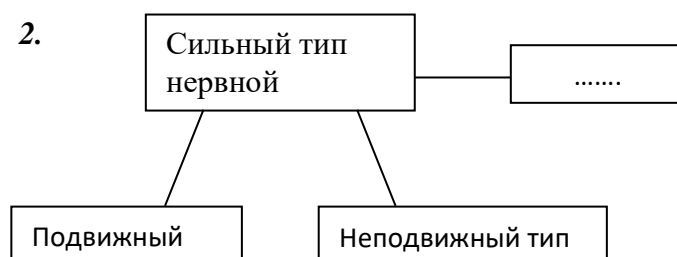 2.
Сильный тип
нервной
.......
Подвижный
Неподвижный тип